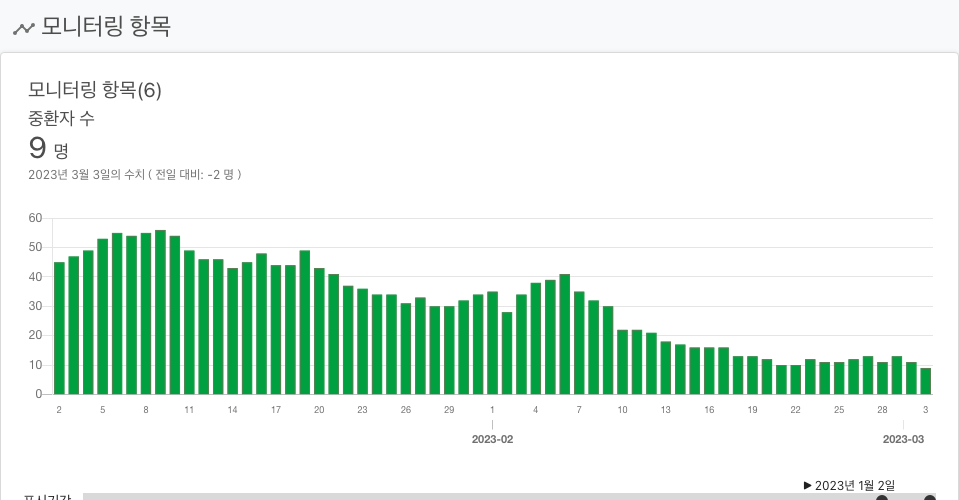 모니터링 항목
모니터링 항목(6)
중환자 수
9 명
2023년 3월 3일의 수치 ( 전일 대비: -2 명 )
60
50
40
30
20
10
0
2 5 8 11 14 17 20 23 26 29 1 4 7 10 13 16 19 22 25 28 3
2023-02 2023-03
2023년 1월 2일
표시기간